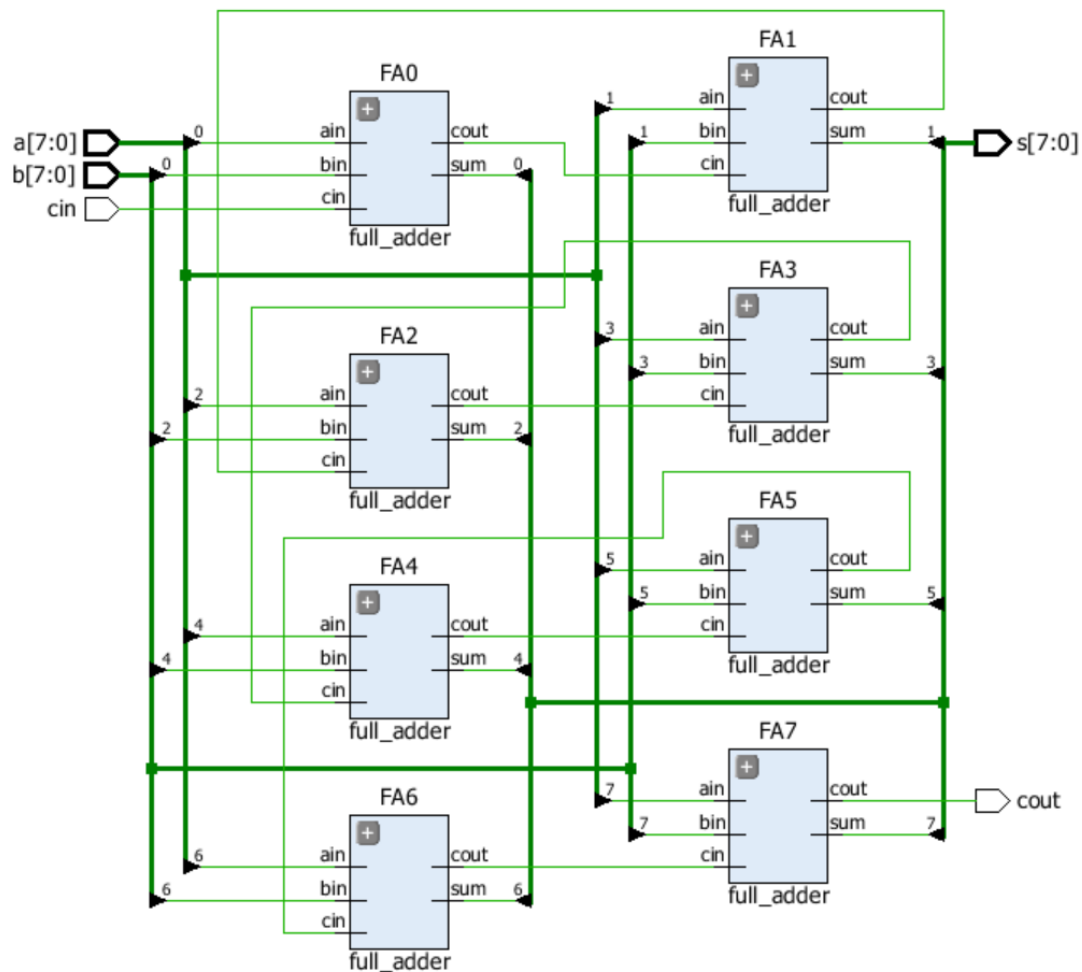 FA1
FA0
1
ain
cout
0
ain
cout
1
bin
sum
1
a[7:0]
s[7:0]
b[7:0]
0
bin
sum
0
cin
cin
cin
full_adder
full_adder
FA3
FA2
3
ain
cout
3
bin
sum
3
2
ain
cout
cin
2
bin
sum
2
full_adder
cin
full_adder
FA5
FA4
5
ain
cout
5
bin
sum
5
4
ain
cout
cin
4
bin
sum
4
full_adder
cin
full_adder
FA7
FA6
7
ain
cout
cout
7
bin
sum
7
6
ain
cout
cin
6
bin
sum
6
full_adder
cin
full_adder